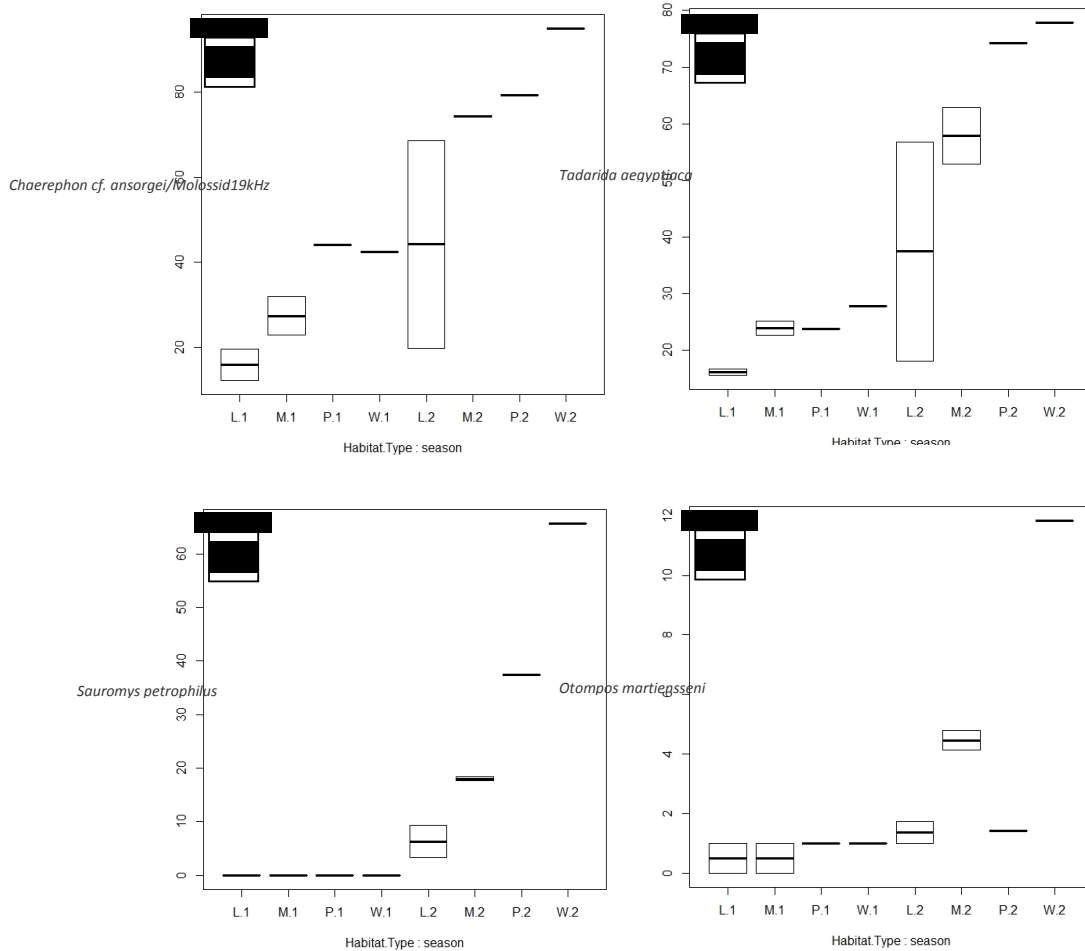 Chaerephon cf. ansorgei/Molossid19kHz
80
60
40
20
L.1 M.1 P.1 W.1 L.2 M.2 P.2 W.2
Habitat.Type : season
Tadarida aegyptiaca
80
70
60
50
40
30
20
L.1 M.1 P.1 W.1 L.2 M.2 P.2 W.2
Habitat.Type : season
Sauromys petrophilus
60
50
40
30
20
10
0
L.1 M.1 P.1 W.1 L.2 M.2 P.2 W.2
Habitat.Type : season
Otompos martiensseni
12
10
8
6
4
2
0
L.1 M.1 P.1 W.1 L.2 M.2 P.2 W.2
Habitat.Type : season